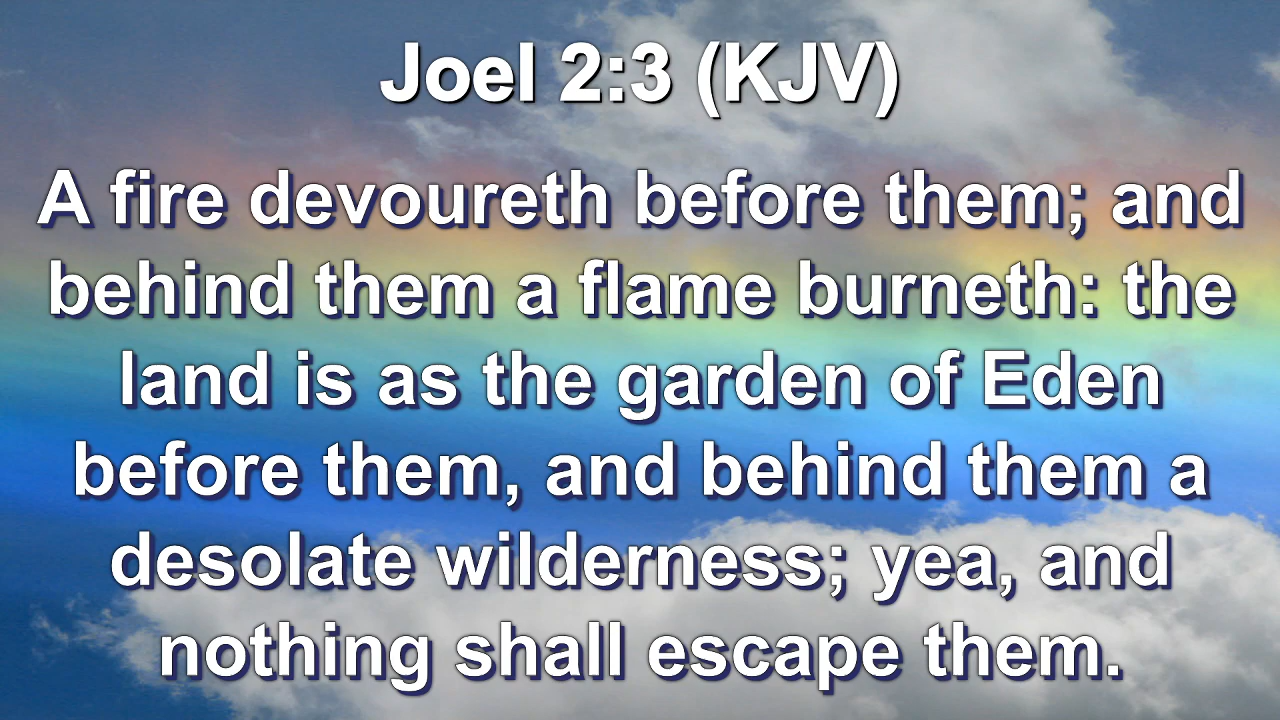 Joel 2:3 (KJV)
A fire devoureth before them; and
behind them a flame burneth: the
land is as the garden of Eden
before them, and behind them a
desolate wilderness; yea, and
nothing shall escape them.